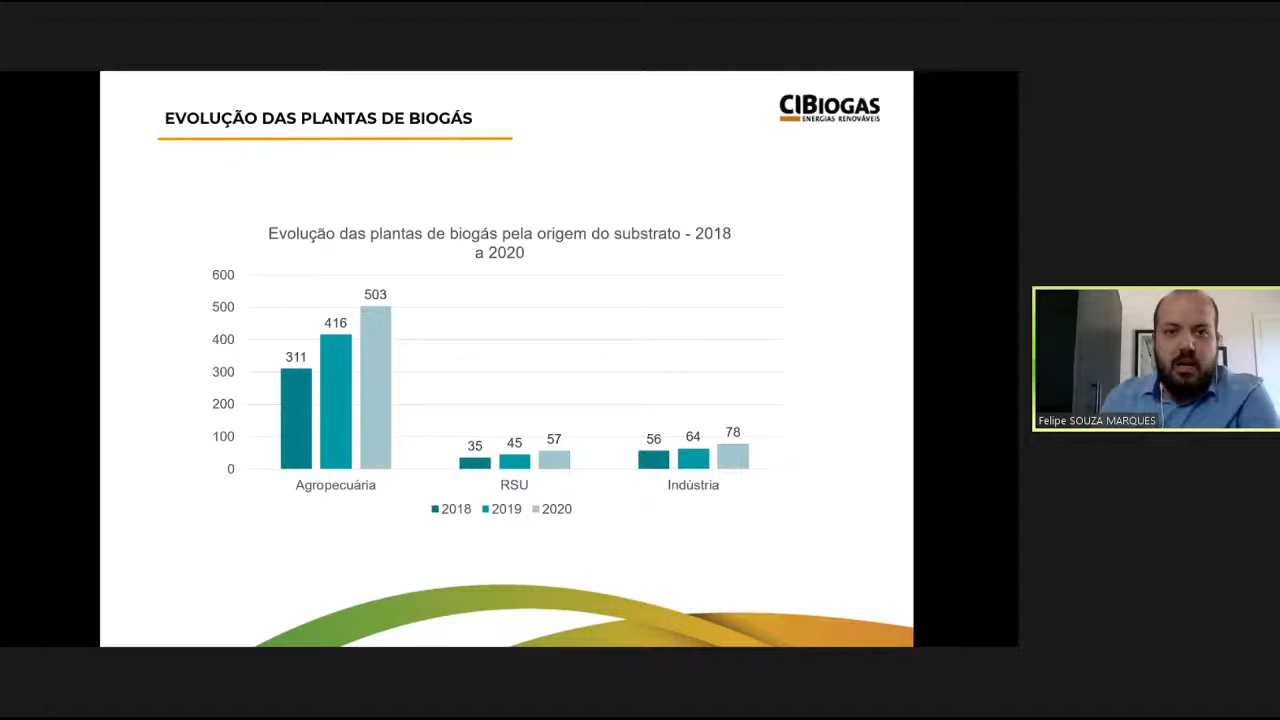 EVOLUÇÃO DAS PLANTAS DE BIOGÁS
CIBIOGAS
ENERGIAS RENOVÁVEIS
Evolução das plantas de biogás pela origem do substrato - 2018
a 2020
600
500
400
300
200
100
0
311
416
503
35
45
57
56
64
78
Agropecuária
RSU
Indústria
2018
2019
2020
Felipe SOUZA MARQUES